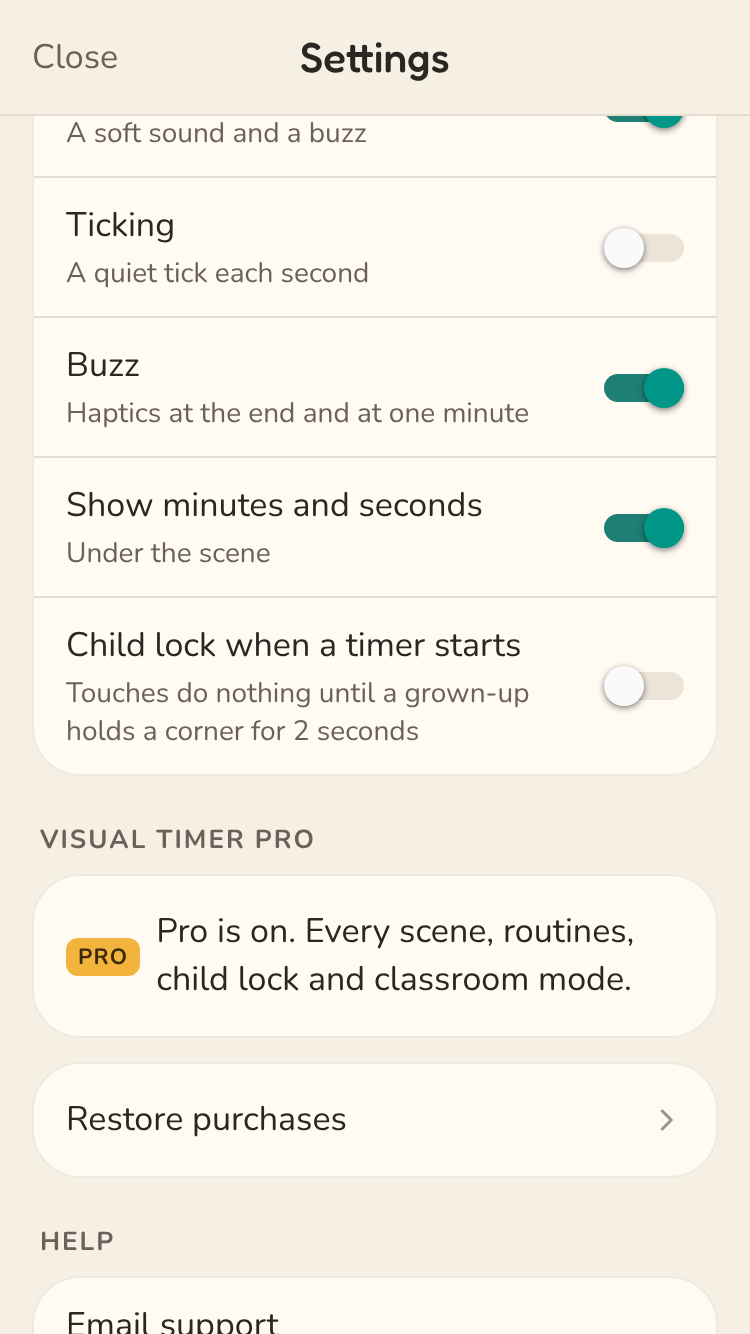 Close
Settings
A soft sound and a buzz
Ticking
A quiet tick each second
Buzz
Haptics at the end and at one minute
Show minutes and seconds
Under the scene
Child lock when a timer starts
Touches do nothing until a grown-up
holds a corner for 2 seconds
VISUAL TIMER PRO
PRO
Pro is on. Every scene, routines,
child lock and classroom mode.
Restore purchases
HELP
Email support